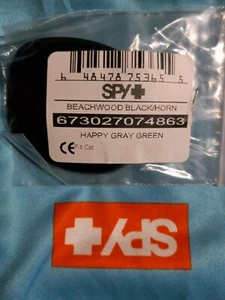 6 48478 75365 5
SPY+
BEACHWOOD BLACK/HORN
673027074863
HAPPY GRAY GREEN
CE
SPY+